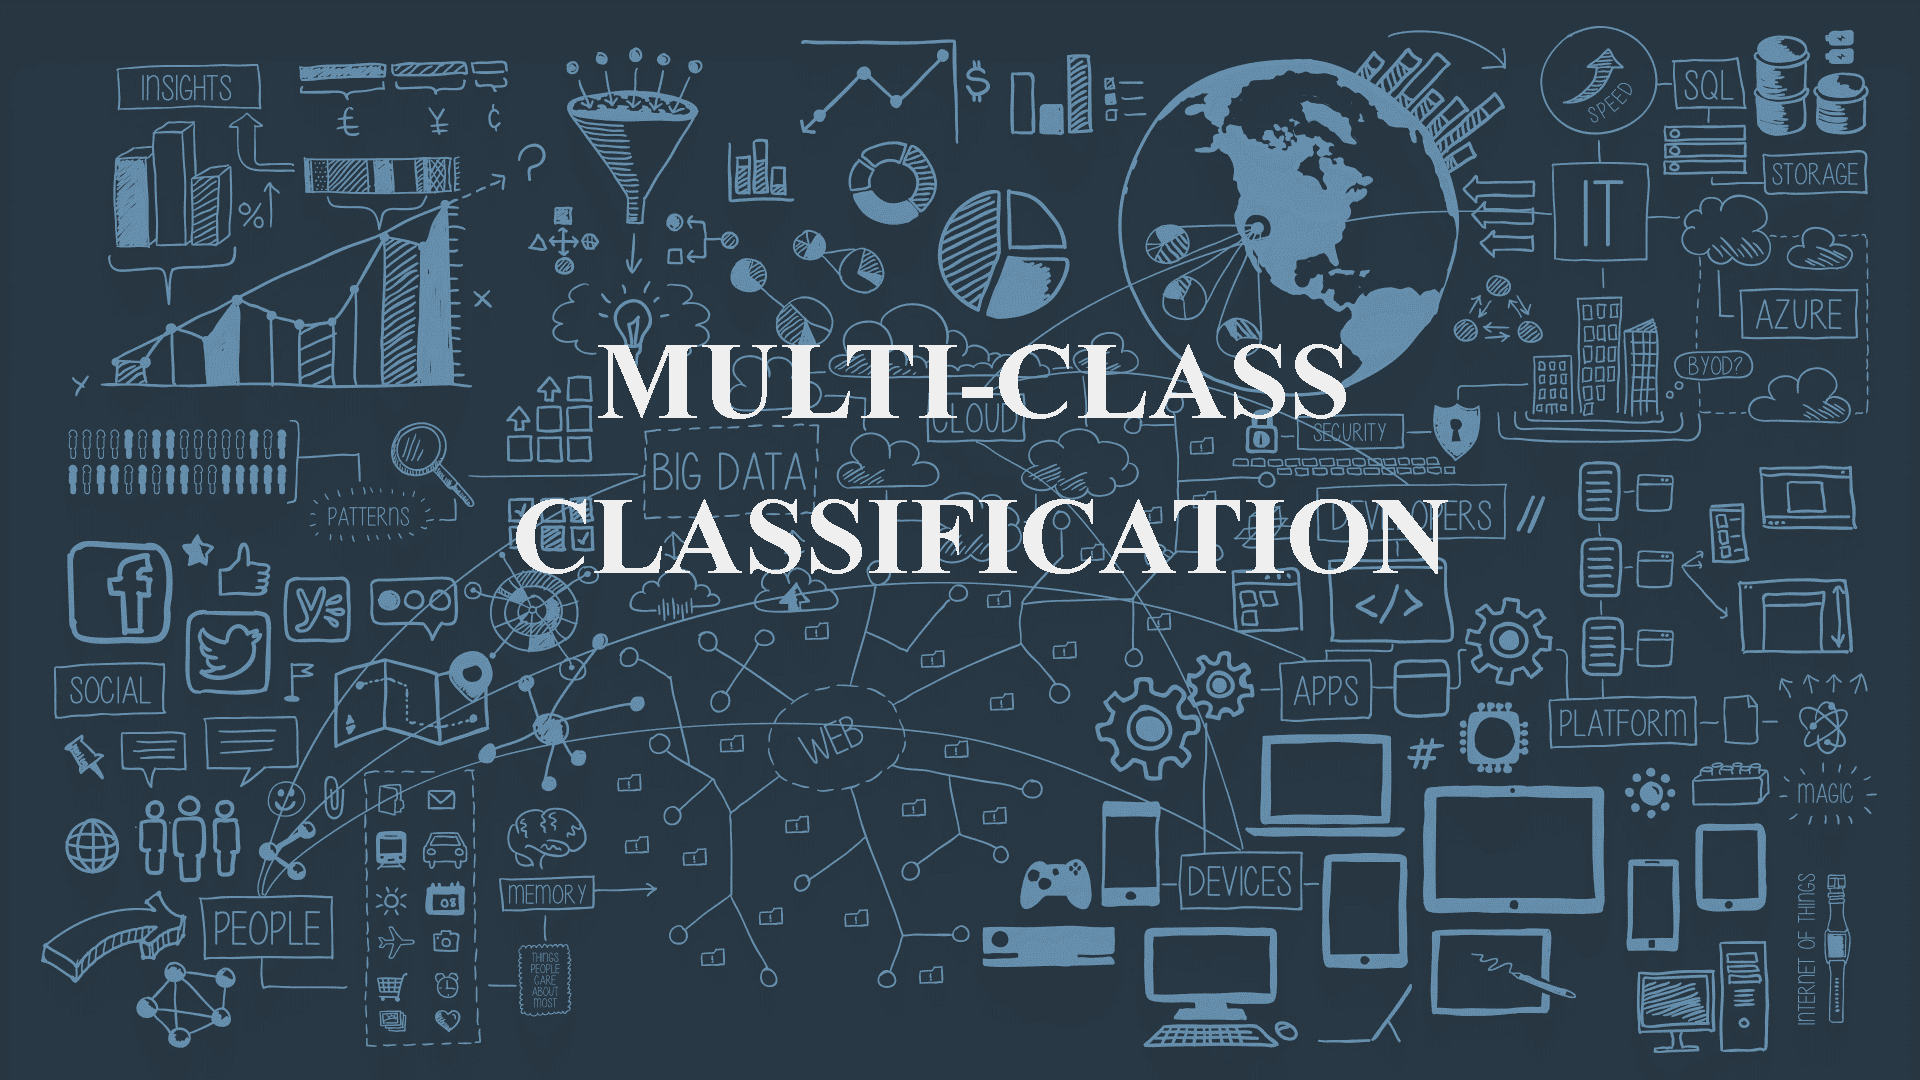 INSIGHTS
€ ¥ ¢
%
?
$
SPEED
SQL
STORAGE
IT
AZURE
BYOD?
X
Y
MULTI-CLASS
CLOUD
SECURITY
BIG DATA
PATTERNS
DEVELOPERS //
CLASSIFICATION
f
y
</>
SOCIAL
APPS
PLATFORM
WEB
#
MAGIC
MEMORY
DEVICES
PEOPLE
08
THINGS
PEOPLE
CARE
ABOUT
MOST
INTERNET OF THINGS